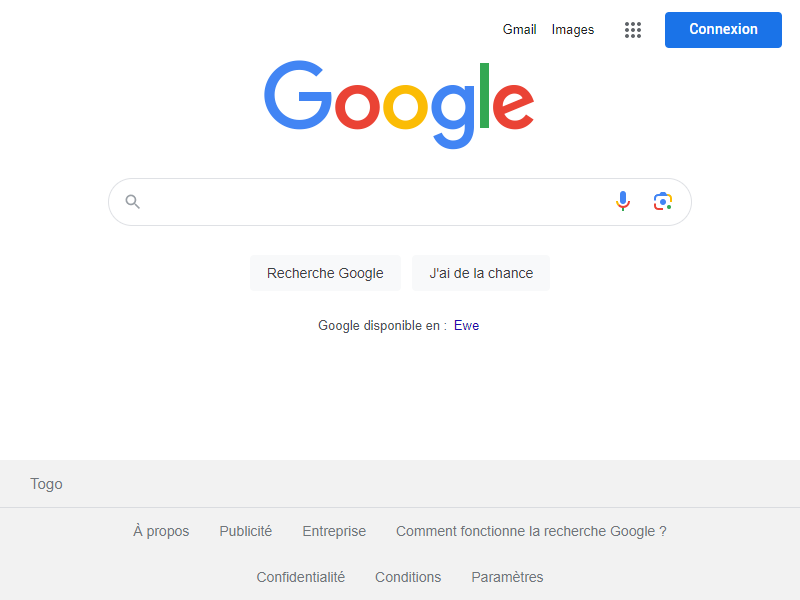 Gmail Images Connexion
Google
Recherche Google J'ai de la chance
Google disponible en : Ewe
Togo
À propos Publicité Entreprise Comment fonctionne la recherche Google ?
Confidentialité Conditions Paramètres